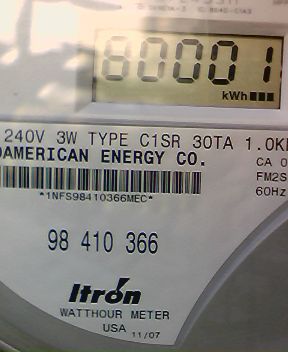 80001
kWh
240V 3W TYPE C1SR 30TA 1.0K
AMERICAN ENERGY CO.
CA 0
FM2S
60Hz
*1NFS98410366MEC*
98 410 366
Itrón
WATTHOUR METER
USA 11/07